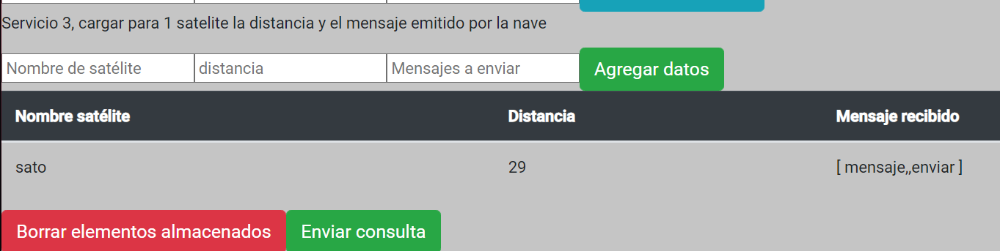 Servicio 3, cargar para 1 satelite la distancia y el mensaje emitido por la nave
Nombre de satélite distancia Mensajes a enviar Agregar datos
Nombre satélite Distancia Mensaje recibido
sato 29 [ mensaje,,enviar ]
Borrar elementos almacenados Enviar consulta